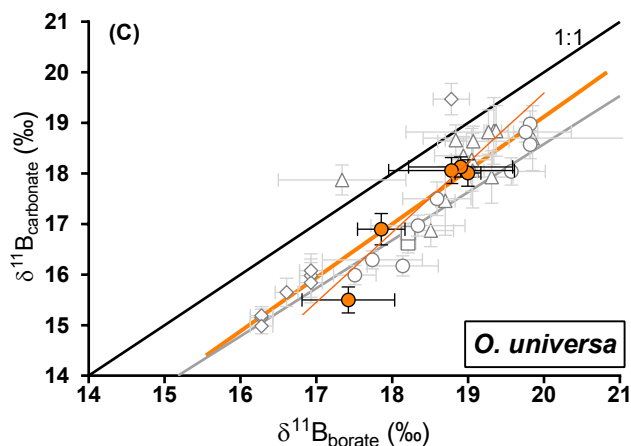 (C)
1:1
21
20
19
18
17
16
15
14
δ¹¹Bcarbonate (‰)
O. universa
14 15 16 17 18 19 20 21
δ¹¹Bborate (‰)